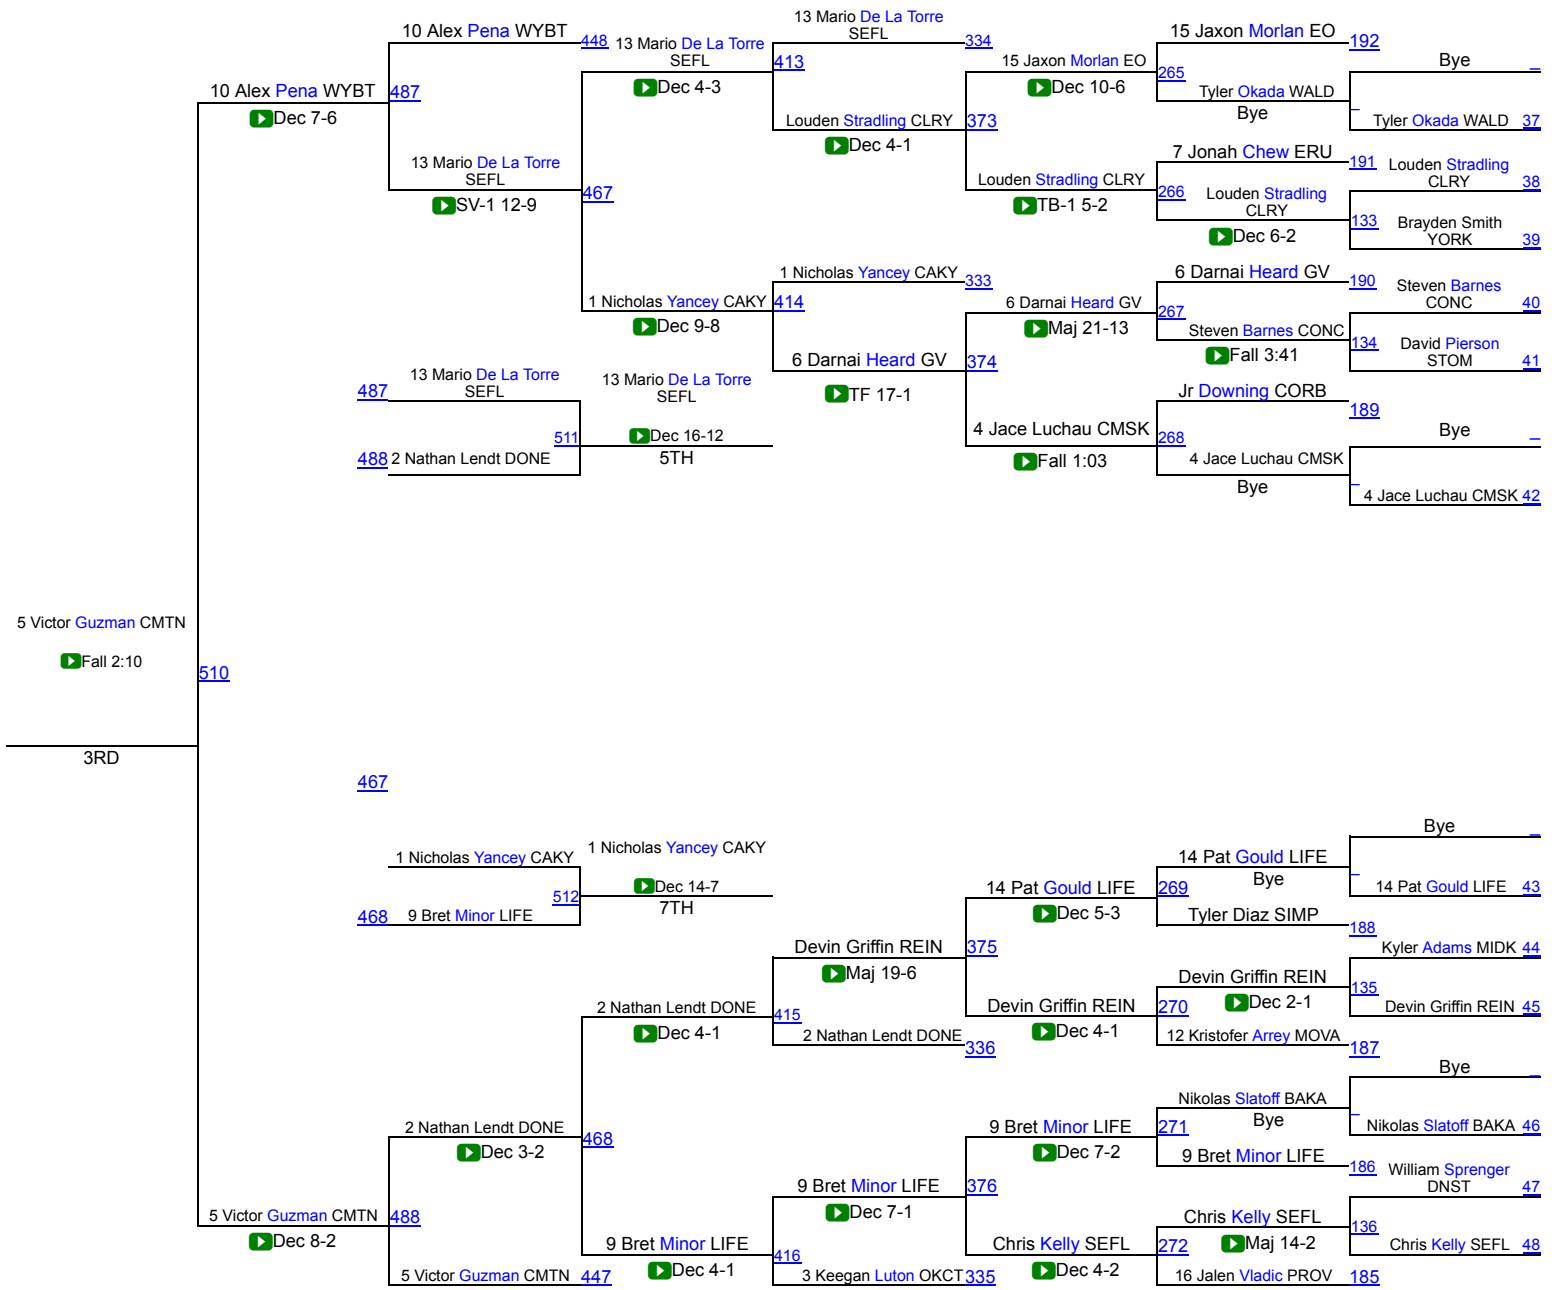 10 Alex Pena WYBT
448
13 Mario De La Torre
SEFL
Dec 4-3
13 Mario De La Torre
SEFL
334
413
15 Jaxon Morlan EO
Dec 10-6
15 Jaxon Morlan EO
192
265
Bye
_
10 Alex Pena WYBT
487
Dec 7-6
Louden Stradling CLRY
373
Dec 4-1
Tyler Okada WALD
Bye
_
Tyler Okada WALD 37
13 Mario De La Torre
SEFL
467
SV-1 12-9
Louden Stradling CLRY
TB-1 5-2
7 Jonah Chew ERU
191
266
Louden Stradling
CLRY
Dec 6-2
Louden Stradling
CLRY
38
133
Brayden Smith
YORK
39
1 Nicholas Yancey CAKY
Dec 9-8
1 Nicholas Yancey CAKY
333
414
6 Darnai Heard GV
Maj 21-13
6 Darnai Heard GV
190
267
Steven Barnes
CONC
40
Steven Barnes CONC
Fall 3:41
134
David Pierson
STOM
41
6 Darnai Heard GV
374
TF 17-1
487
13 Mario De La Torre
SEFL
13 Mario De La Torre
SEFL
511
Dec 16-12
5TH
488
2 Nathan Lendt DONE
4 Jace Luchau CMSK
Fall 1:03
Jr Downing CORB
189
268
4 Jace Luchau CMSK
Bye
Bye
_
_
4 Jace Luchau CMSK 42
5 Victor Guzman CMTN
Fall 2:10
510
3RD
467
1 Nicholas Yancey CAKY
1 Nicholas Yancey CAKY
512
Dec 14-7
7TH
468
9 Bret Minor LIFE
14 Pat Gould LIFE
Dec 5-3
269
14 Pat Gould LIFE
Bye
Bye
_
_
14 Pat Gould LIFE 43
Tyler Diaz SIMP
188
Devin Griffin REIN
375
Maj 19-6
Kyler Adams MIDK 44
Devin Griffin REIN
Dec 2-1
135
Devin Griffin REIN 45
2 Nathan Lendt DONE
Dec 4-1
415
Devin Griffin REIN
Dec 4-1
270
12 Kristofer Arrey MOVA
187
2 Nathan Lendt DONE
336
Bye
_
Nikolas Slatoff BAKA
Bye
_
Nikolas Slatoff BAKA 46
2 Nathan Lendt DONE
Dec 3-2
468
9 Bret Minor LIFE
Dec 7-2
271
9 Bret Minor LIFE
186
William Sprenger
DNST
47
9 Bret Minor LIFE
Dec 7-1
376
5 Victor Guzman CMTN
488
Dec 8-2
Chris Kelly SEFL
Maj 14-2
136
Chris Kelly SEFL 48
9 Bret Minor LIFE
Dec 4-1
416
Chris Kelly SEFL
Dec 4-2
272
5 Victor Guzman CMTN
447
3 Keegan Luton OKCT
335
16 Jalen Vladic PROV
185